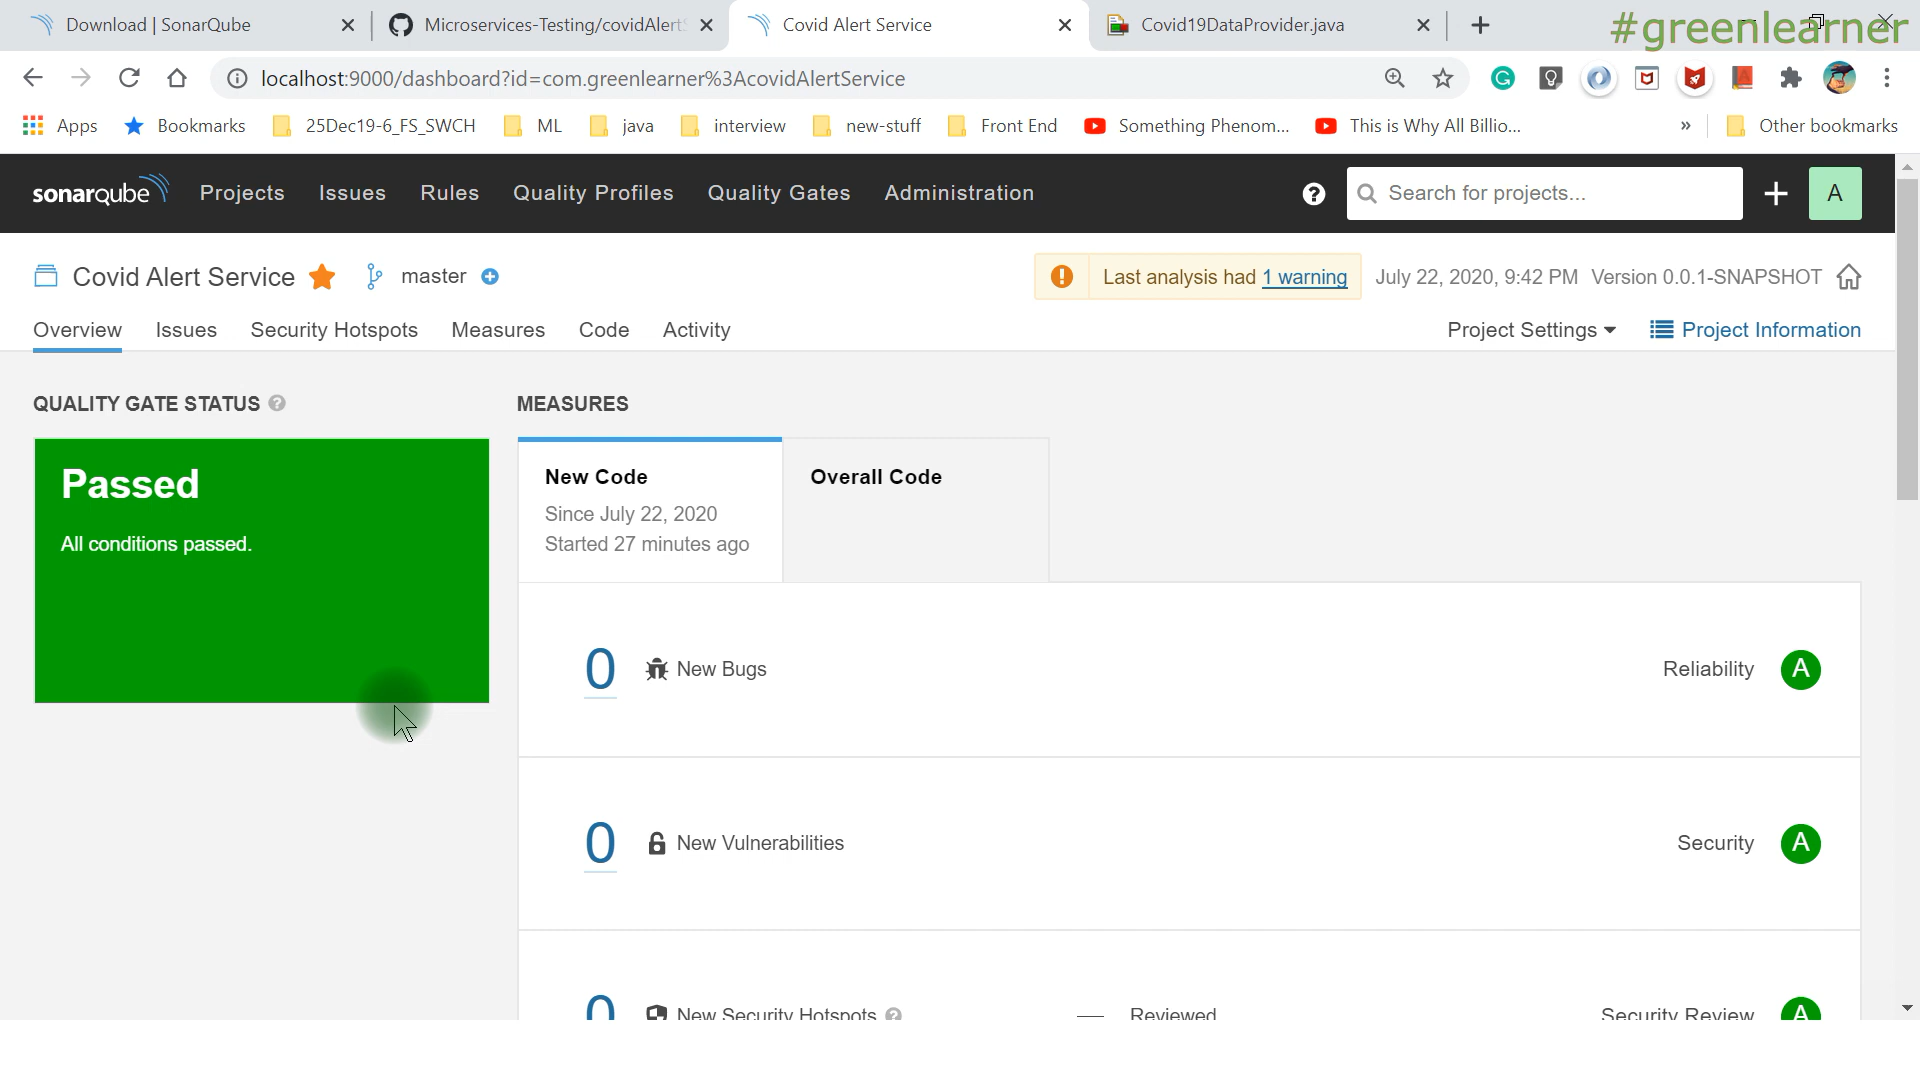 Download | SonarQube
Microservices-Testing/covidAlertS
Covid Alert Service
Covid19DataProvider.java
#greenlearner
localhost:9000/dashboard?id=com.greenlearner%3AcovidAlertService
Apps
Bookmarks
25Dec19-6_FS_SWCH
ML
java
interview
new-stuff
Front End
Something Phenom...
This is Why All Billio...
»
Other bookmarks
sonarqube
Projects
Issues
Rules
Quality Profiles
Quality Gates
Administration
Search for projects...
A
Covid Alert Service
master
Last analysis had 1 warning
July 22, 2020, 9:42 PM
Version 0.0.1-SNAPSHOT
Overview
Issues
Security Hotspots
Measures
Code
Activity
Project Settings
Project Information
QUALITY GATE STATUS
MEASURES
Passed
All conditions passed.
New Code
Since July 22, 2020
Started 27 minutes ago
Overall Code
0 New Bugs
Reliability A
0 New Vulnerabilities
Security A
0 New Security Hotspots
Reviewed
Security Review A